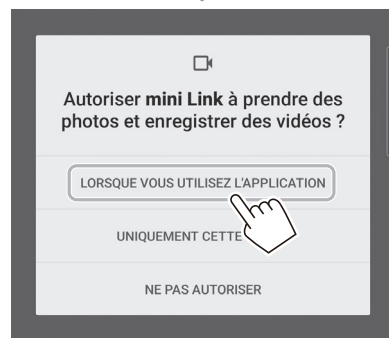 Autoriser mini Link à prendre des
photos et enregistrer des vidéos ?
LORSQUE VOUS UTILISEZ L'APPLICATION
UNIQUEMENT CETTE
NE PAS AUTORISER